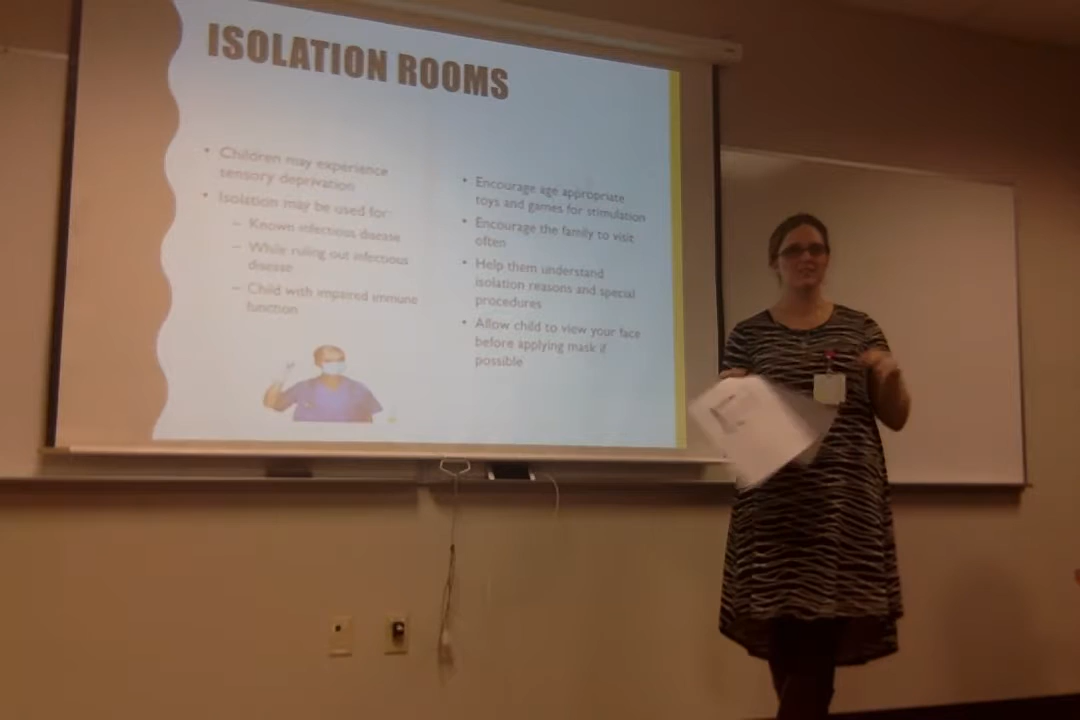 ISOLATION ROOMS
• Children may experience
sensory deprivation
• Isolation may be used for
– Known infectious disease
– While ruling out infectious
disease
– Child with impaired immune
function
• Encourage age appropriate
toys and games for stimulation
• Encourage the family to visit
often
• Help them understand
isolation reasons and special
procedures
• Allow child to view your face
before applying mask if
possible